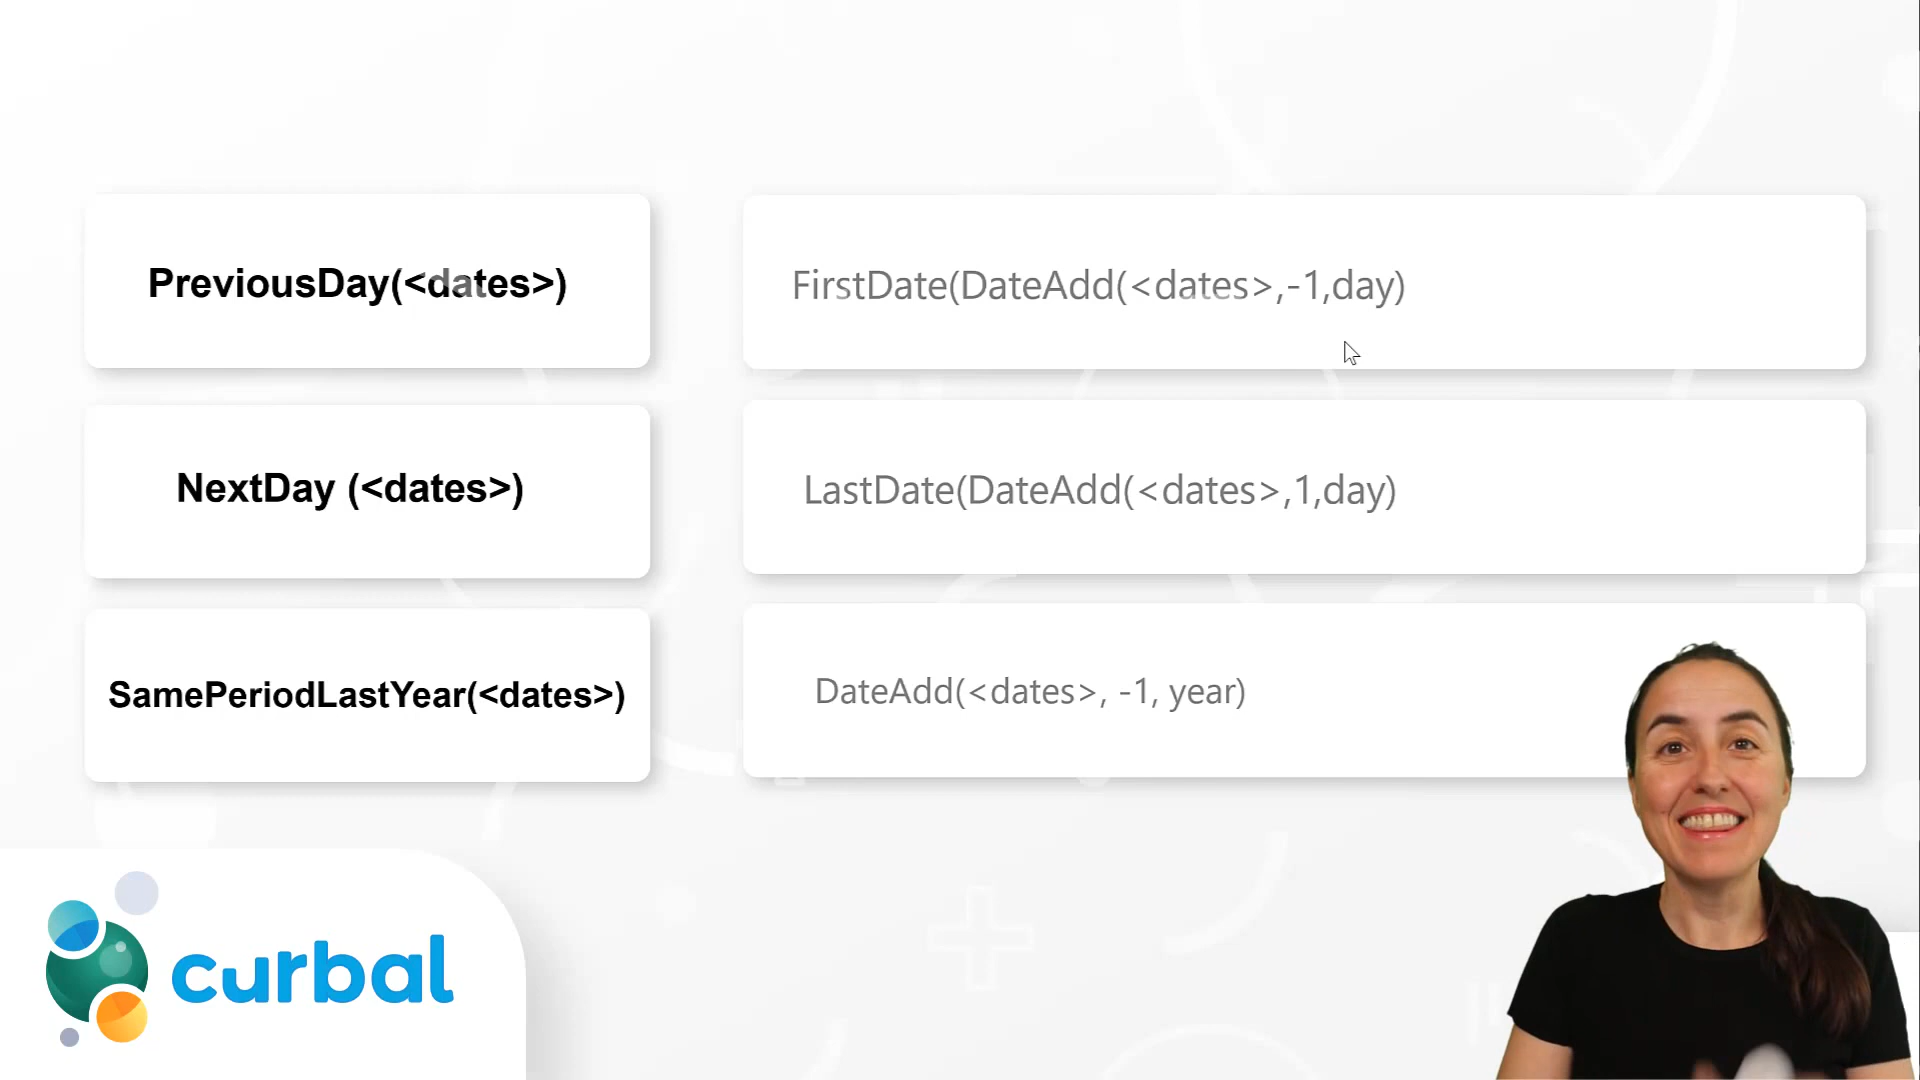 PreviousDay(<dates>)
FirstDate(DateAdd(<dates>,-1,day)
NextDay (<dates>)
LastDate(DateAdd(<dates>,1,day)
SamePeriodLastYear(<dates>)
DateAdd(<dates>, -1, year)
curbal